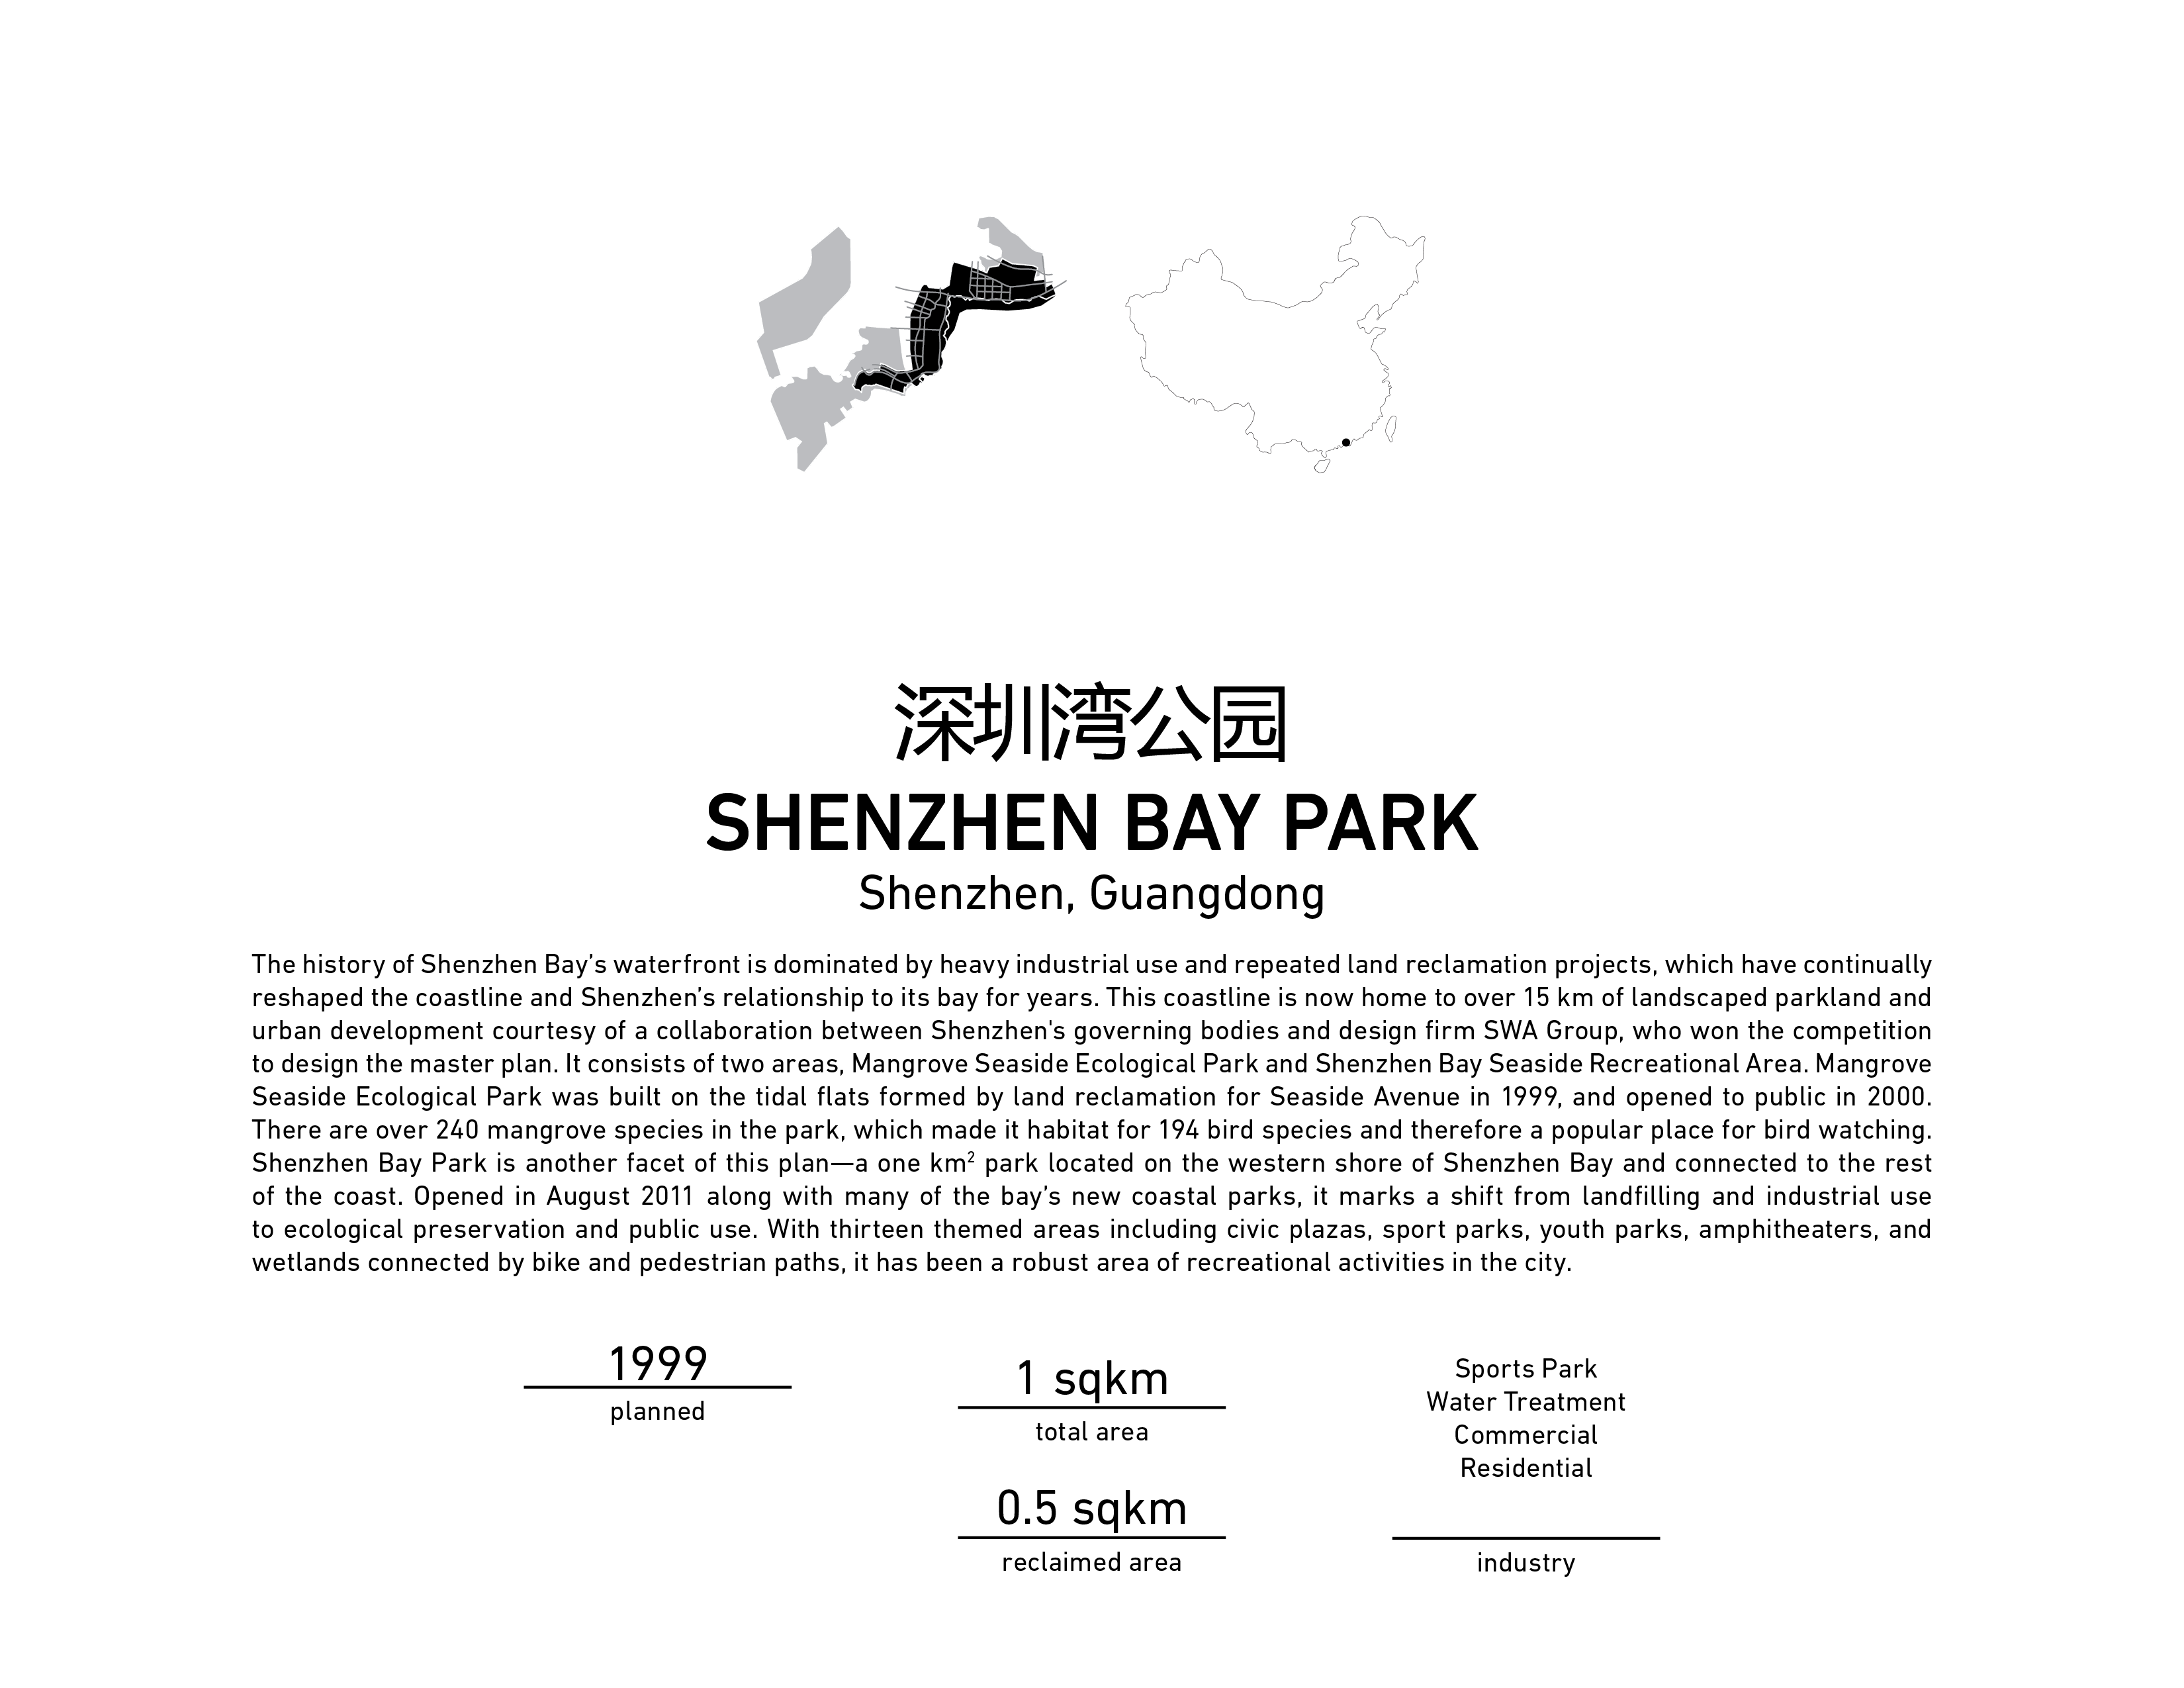 深圳湾公园
SHENZHEN BAY PARK
Shenzhen, Guangdong
The history of Shenzhen Bay’s waterfront is dominated by heavy industrial use and repeated land reclamation projects, which have continually
reshaped the coastline and Shenzhen’s relationship to its bay for years. This coastline is now home to over 15 km of landscaped parkland and
urban development courtesy of a collaboration between Shenzhen's governing bodies and design firm SWA Group, who won the competition
to design the master plan. It consists of two areas, Mangrove Seaside Ecological Park and Shenzhen Bay Seaside Recreational Area. Mangrove
Seaside Ecological Park was built on the tidal flats formed by land reclamation for Seaside Avenue in 1999, and opened to public in 2000.
There are over 240 mangrove species in the park, which made it habitat for 194 bird species and therefore a popular place for bird watching.
Shenzhen Bay Park is another facet of this plan—a one km² park located on the western shore of Shenzhen Bay and connected to the rest
of the coast. Opened in August 2011 along with many of the bay’s new coastal parks, it marks a shift from landfilling and industrial use
to ecological preservation and public use. With thirteen themed areas including civic plazas, sport parks, youth parks, amphitheaters, and
wetlands connected by bike and pedestrian paths, it has been a robust area of recreational activities in the city.
1999
planned
1 sqkm
total area
0.5 sqkm
reclaimed area
Sports Park
Water Treatment
Commercial
Residential
industry